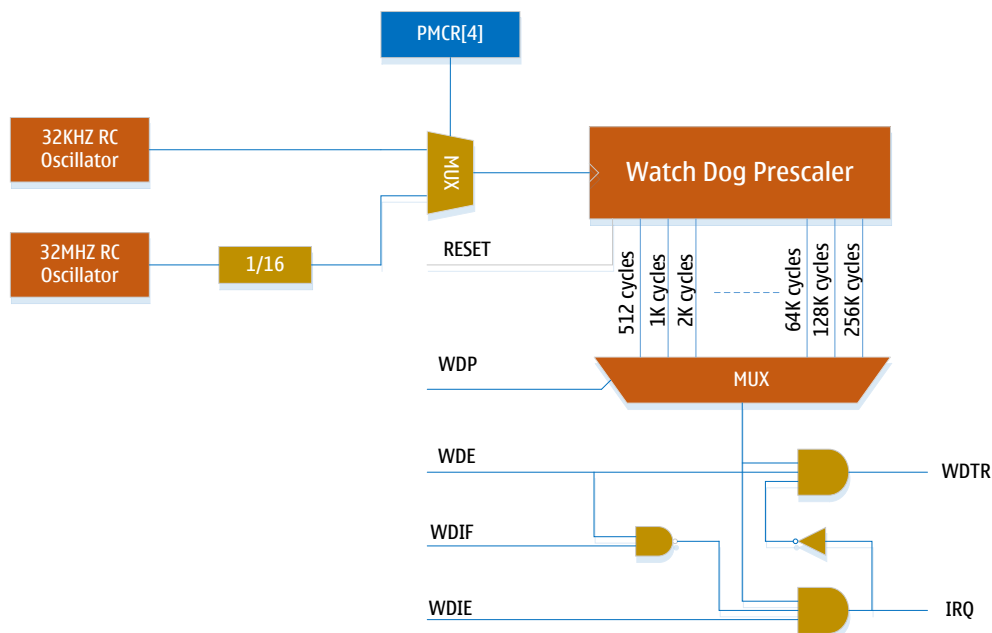 PMCR[4]
32KHZ RC
Oscillator
MUX
Watch Dog Prescaler
32MHZ RC
Oscillator
1/16
RESET
512 cycles
1K cycles
2K cycles
64K cycles
128K cycles
256K cycles
WDP
MUX
WDE
WDTR
WDIF
WDIE
IRQ